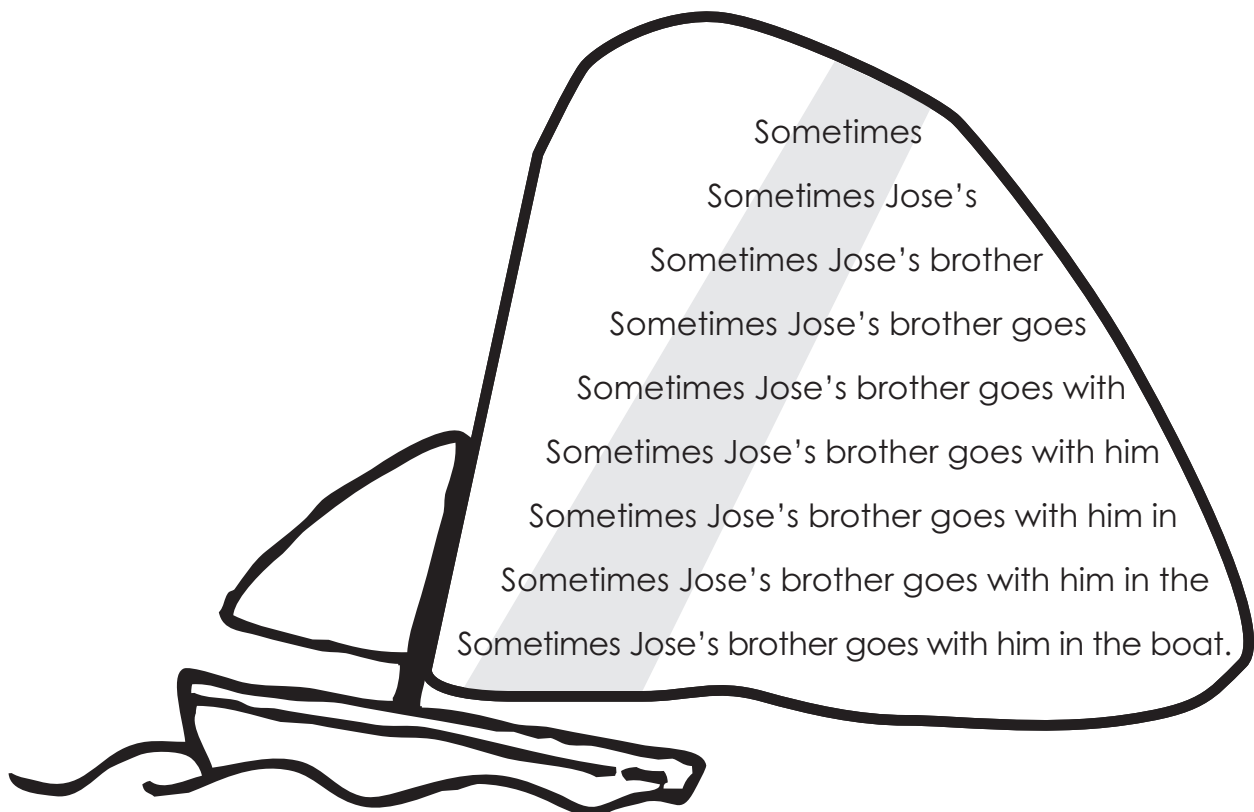 Sometimes
Sometimes Jose’s
Sometimes Jose’s brother
Sometimes Jose’s brother goes
Sometimes Jose’s brother goes with
Sometimes Jose’s brother goes with him
Sometimes Jose’s brother goes with him in
Sometimes Jose’s brother goes with him in the
Sometimes Jose’s brother goes with him in the boat.